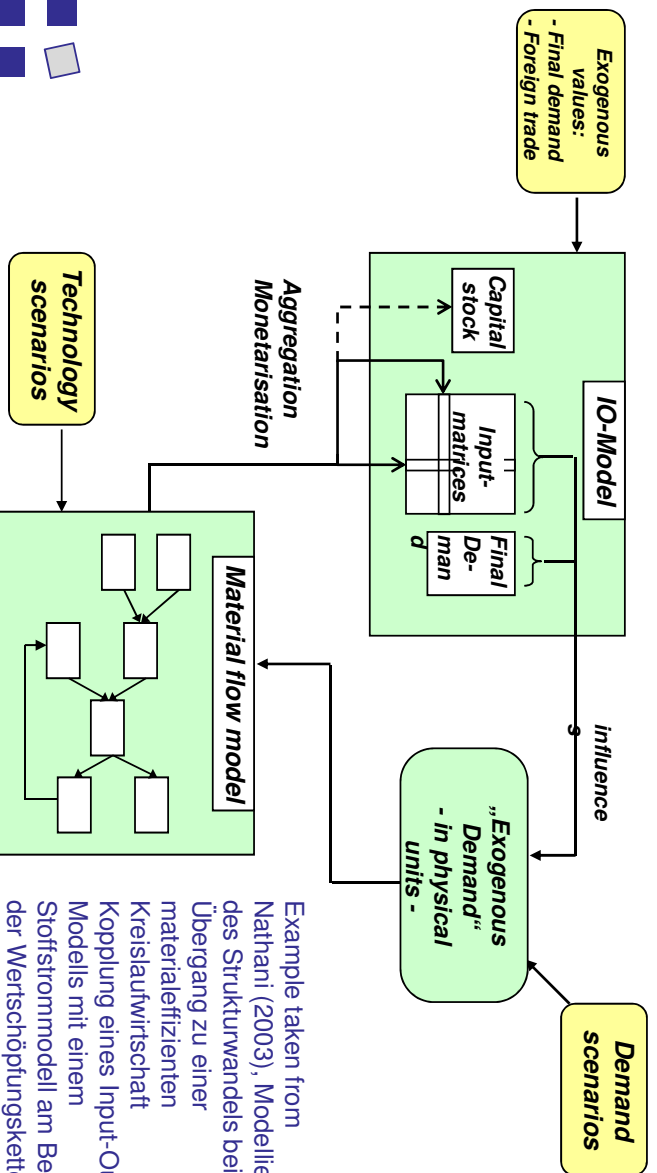 Exogenous
values:
- Final demand
- Foreign trade
IO-Model
Capital
stock
Input-
matrices
Final
De-
man
d
influence
s
Demand
scenarios
„Exogenous
Demand“
- in physical
units -
Aggregation
Monetarisation
Technology
scenarios
Material flow model
Example taken from
Nathani (2003), Modellie
des Strukturwandels bei
Übergang zu einer
materialeffizienten
Kreislaufwirtschaft
Kopplung eines Input-O
Modells mit einem
Stoffstrommodell am Be
der Wertschöpfungskette